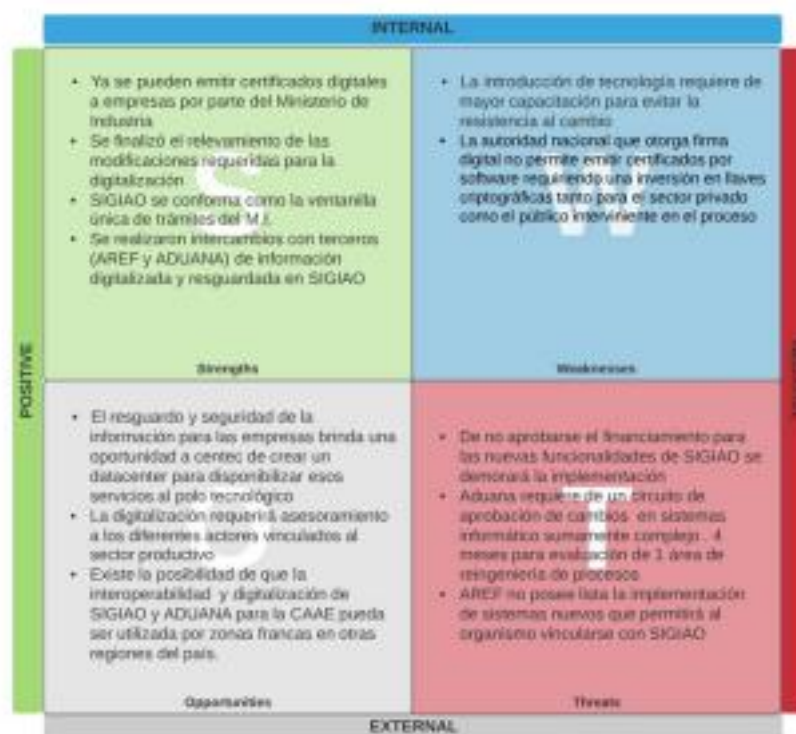 INTERNAL
POSITIVE
• Ya se pueden emitir certificados digitales
a empresas por parte del Ministerio de
Industria
• Se finalizó el relevamiento de las
modificaciones requeridas para la
digitalización
• SIGIAO se conforma como la ventanilla
única de trámites del M.I.
• Se realizaron intercambios con terceros
(AREF y ADUANA) de información
digitalizada y resguardada en SIGIAO
S
Strengths
• La introducción de tecnología requiere de
mayor capacitación para evitar la
resistencia al cambio
• La autoridad nacional que otorga firma
digital no permite emitir certificados por
software requiriendo una inversión en llaves
criptográficas tanto para el sector privado
como el público interviniente en el proceso
W
Weaknesses
• El resguardo y seguridad de la
información para las empresas brinda una
oportunidad a centec de crear un
datacenter para disponibilizar esos
servicios al polo tecnológico
• La digitalización requerirá asesoramiento
a los diferentes actores vinculados al
sector productivo
• Existe la posibilidad de que la
interoperabilidad y digitalización de
SIGIAO y ADUANA para la CAAE pueda
ser utilizada por zonas francas en otras
regiones del país.
O
Opportunities
• De no aprobarse el financiamiento para
las nuevas funcionalidades de SIGIAO se
demorará la implementación
• Aduana requiere de un circuito de
aprobación de cambios en sistemas
informático sumamente complejo . 4
meses para evaluación de 1 área de
reingeniería de procesos
• AREF no posee lista la implementación
de sistemas nuevos que permitirá al
organismo vincularse con SIGIAO
T
Threats
EXTERNAL